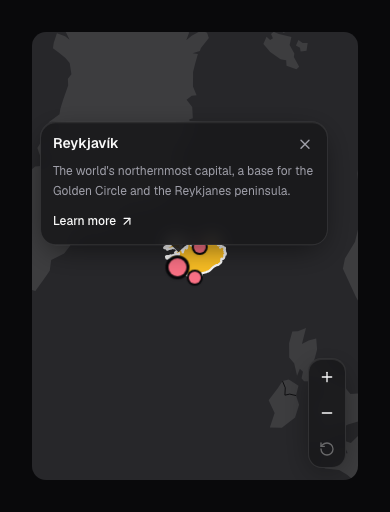 Reykjavík
The world's northernmost capital, a base for the
Golden Circle and the Reykjanes peninsula.
Learn more